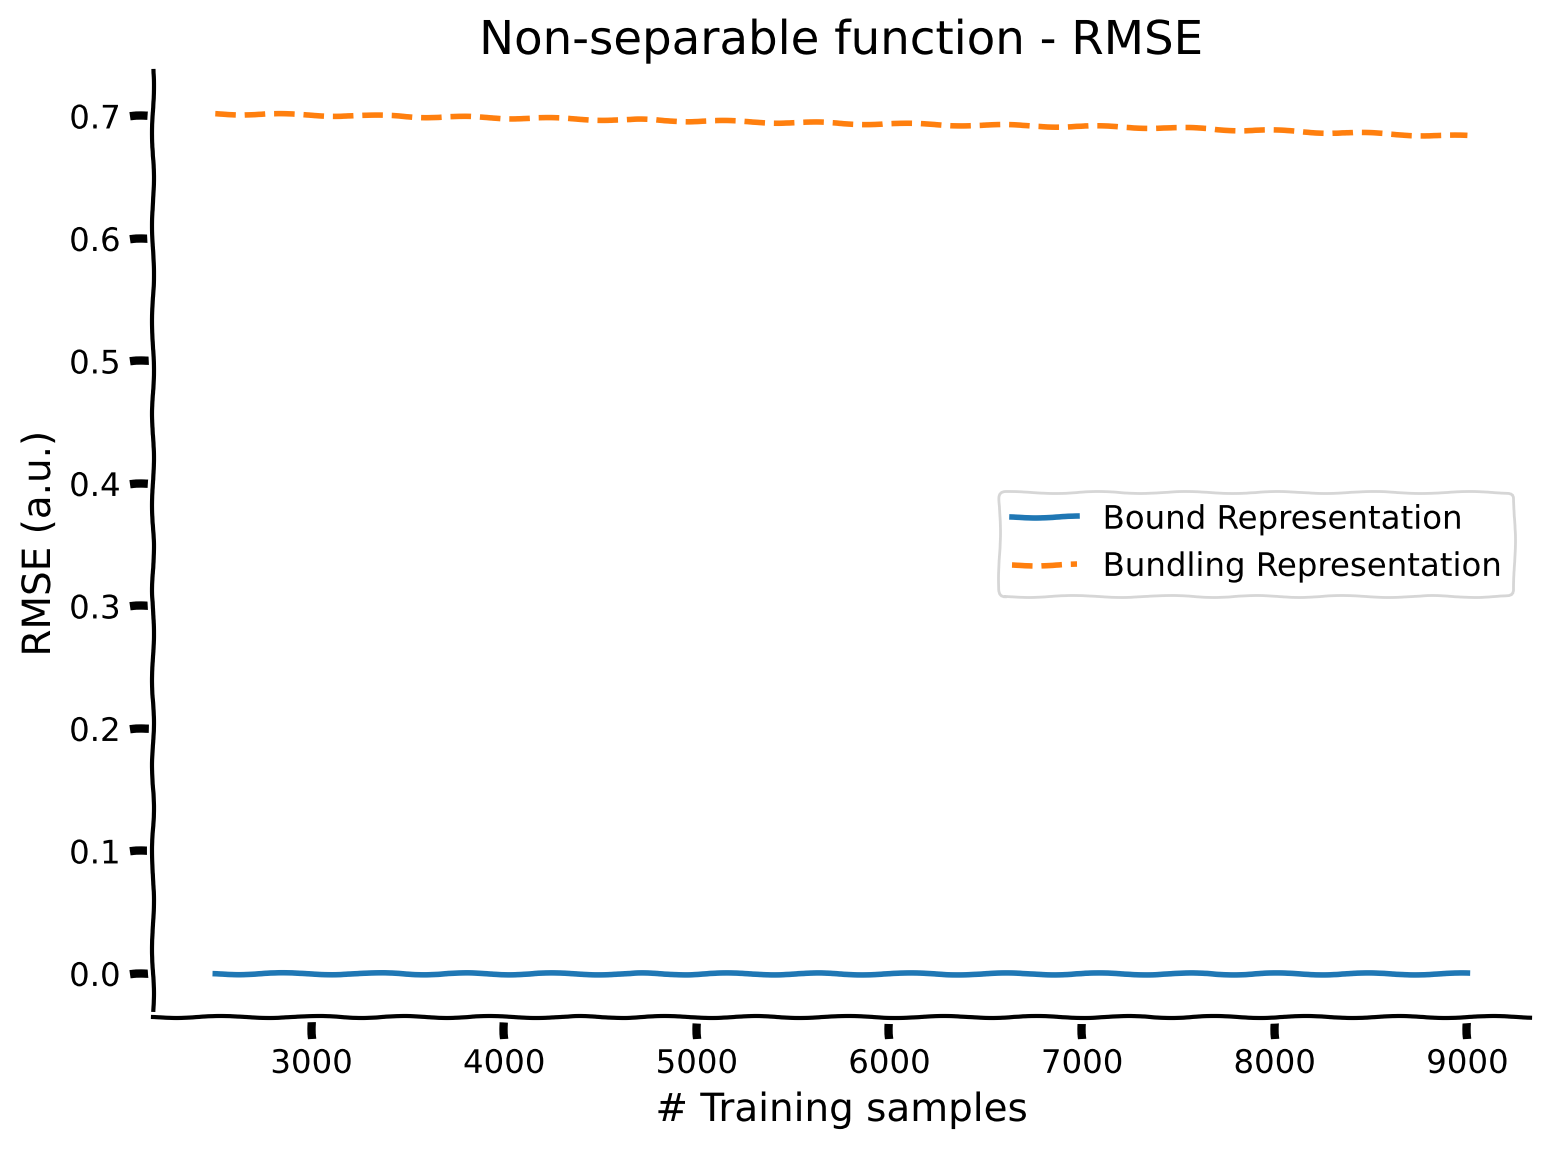 Non-separable function - RMSE
RMSE (a.u.)
0.7
0.6
0.5
0.4
0.3
0.2
0.1
0.0
Bound Representation
Bundling Representation
3000 4000 5000 6000 7000 8000 9000
# Training samples